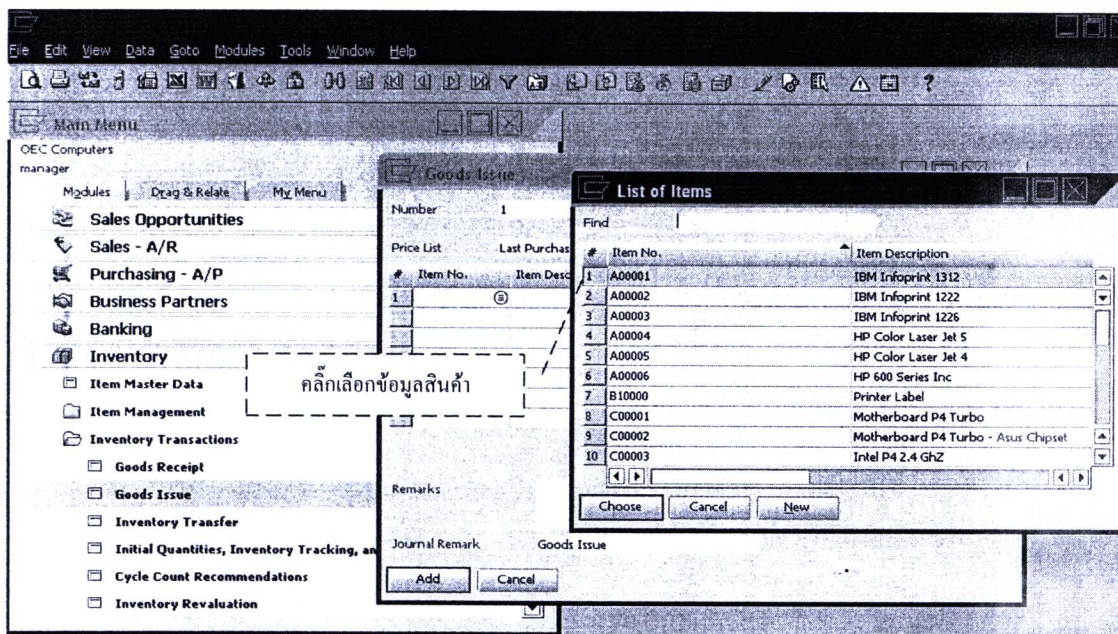 File Edit View Data Goto Modules Tools Window Help
Main Menu
OEC Computers
manager
Modules Drag & Relate My Menu
Sales Opportunities
Sales - A/R
Purchasing - A/P
Business Partners
Banking
Inventory
Item Master Data
Item Management
Inventory Transactions
Goods Receipt
Goods Issue
Inventory Transfer
Initial Quantities, Inventory Tracking, an
Cycle Count Recommendations
Inventory Revaluation
คลิ๊กเลือกข้อมูลสินค้า
Goods Issue
Number 1
Price List Last Purchas
# Item No. Item Desc
1
Remarks
Journal Remark Goods Issue
Add Cancel
List of Items
Find
# Item No. Item Description
1 A00001 IBM Infoprint 1312
2 A00002 IBM Infoprint 1222
3 A00003 IBM Infoprint 1226
4 A00004 HP Color Laser Jet 5
5 A00005 HP Color Laser Jet 4
6 A00006 HP 600 Series Inc
7 B10000 Printer Label
8 C00001 Motherboard P4 Turbo
9 C00002 Motherboard P4 Turbo - Asus Chipset
10 C00003 Intel P4 2.4 GhZ
Choose Cancel New